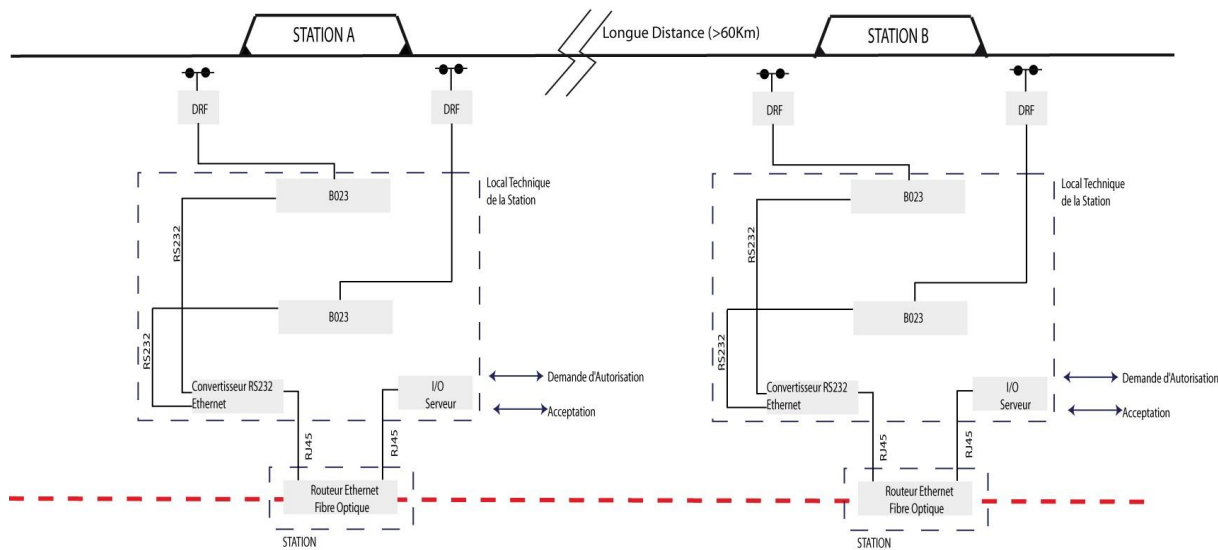 STATION A
Longue Distance (>60Km)
STATION B
DRF
DRF
DRF
DRF
Local Technique
de la Station
B023
RS232
B023
RS232
Convertisseur RS232
Ethernet
I/O
Serveur
Demande d'Autorisation
Acceptation
RJ45
RJ45
Routeur Ethernet
Fibre Optique
STATION
Local Technique
de la Station
B023
RS232
B023
RS232
Convertisseur RS232
Ethernet
I/O
Serveur
Demande d'Autorisation
Acceptation
RJ45
RJ45
Routeur Ethernet
Fibre Optique
STATION